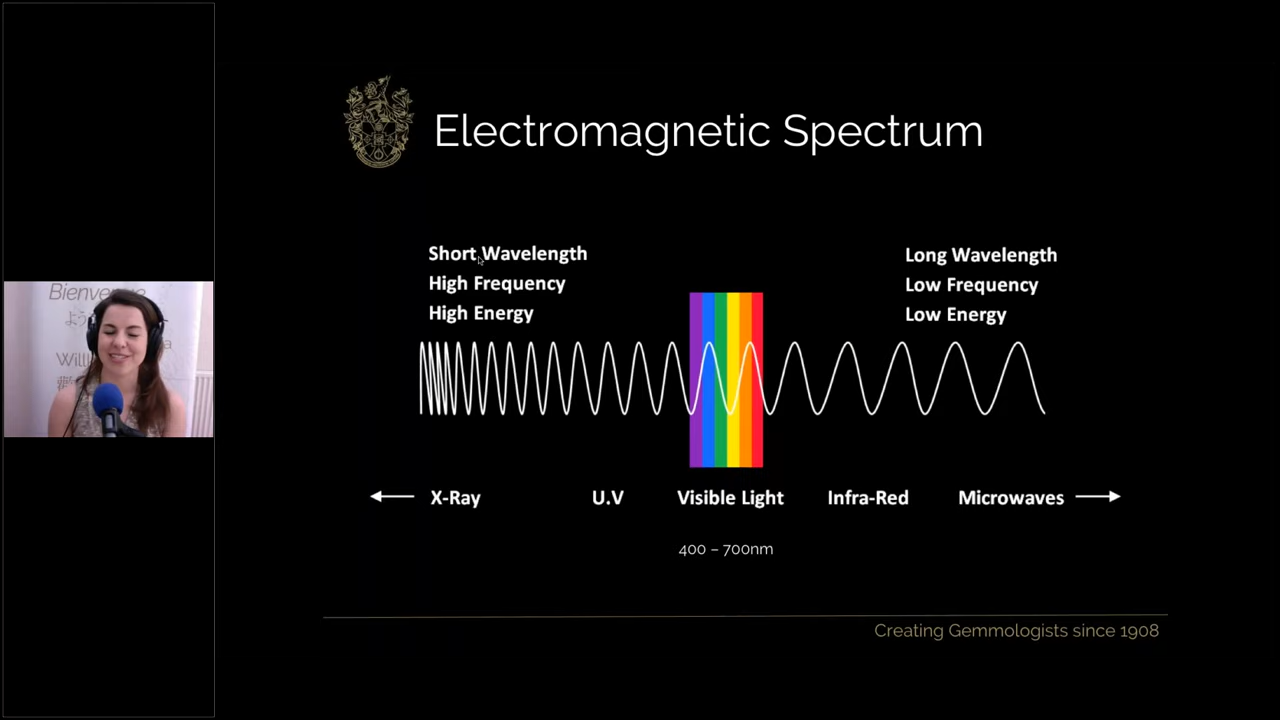 Electromagnetic Spectrum
Short Wavelength
High Frequency
High Energy
Long Wavelength
Low Frequency
Low Energy
X-Ray
U.V
Visible Light
Infra-Red
Microwaves
400 – 700nm
Creating Gemmologists since 1908